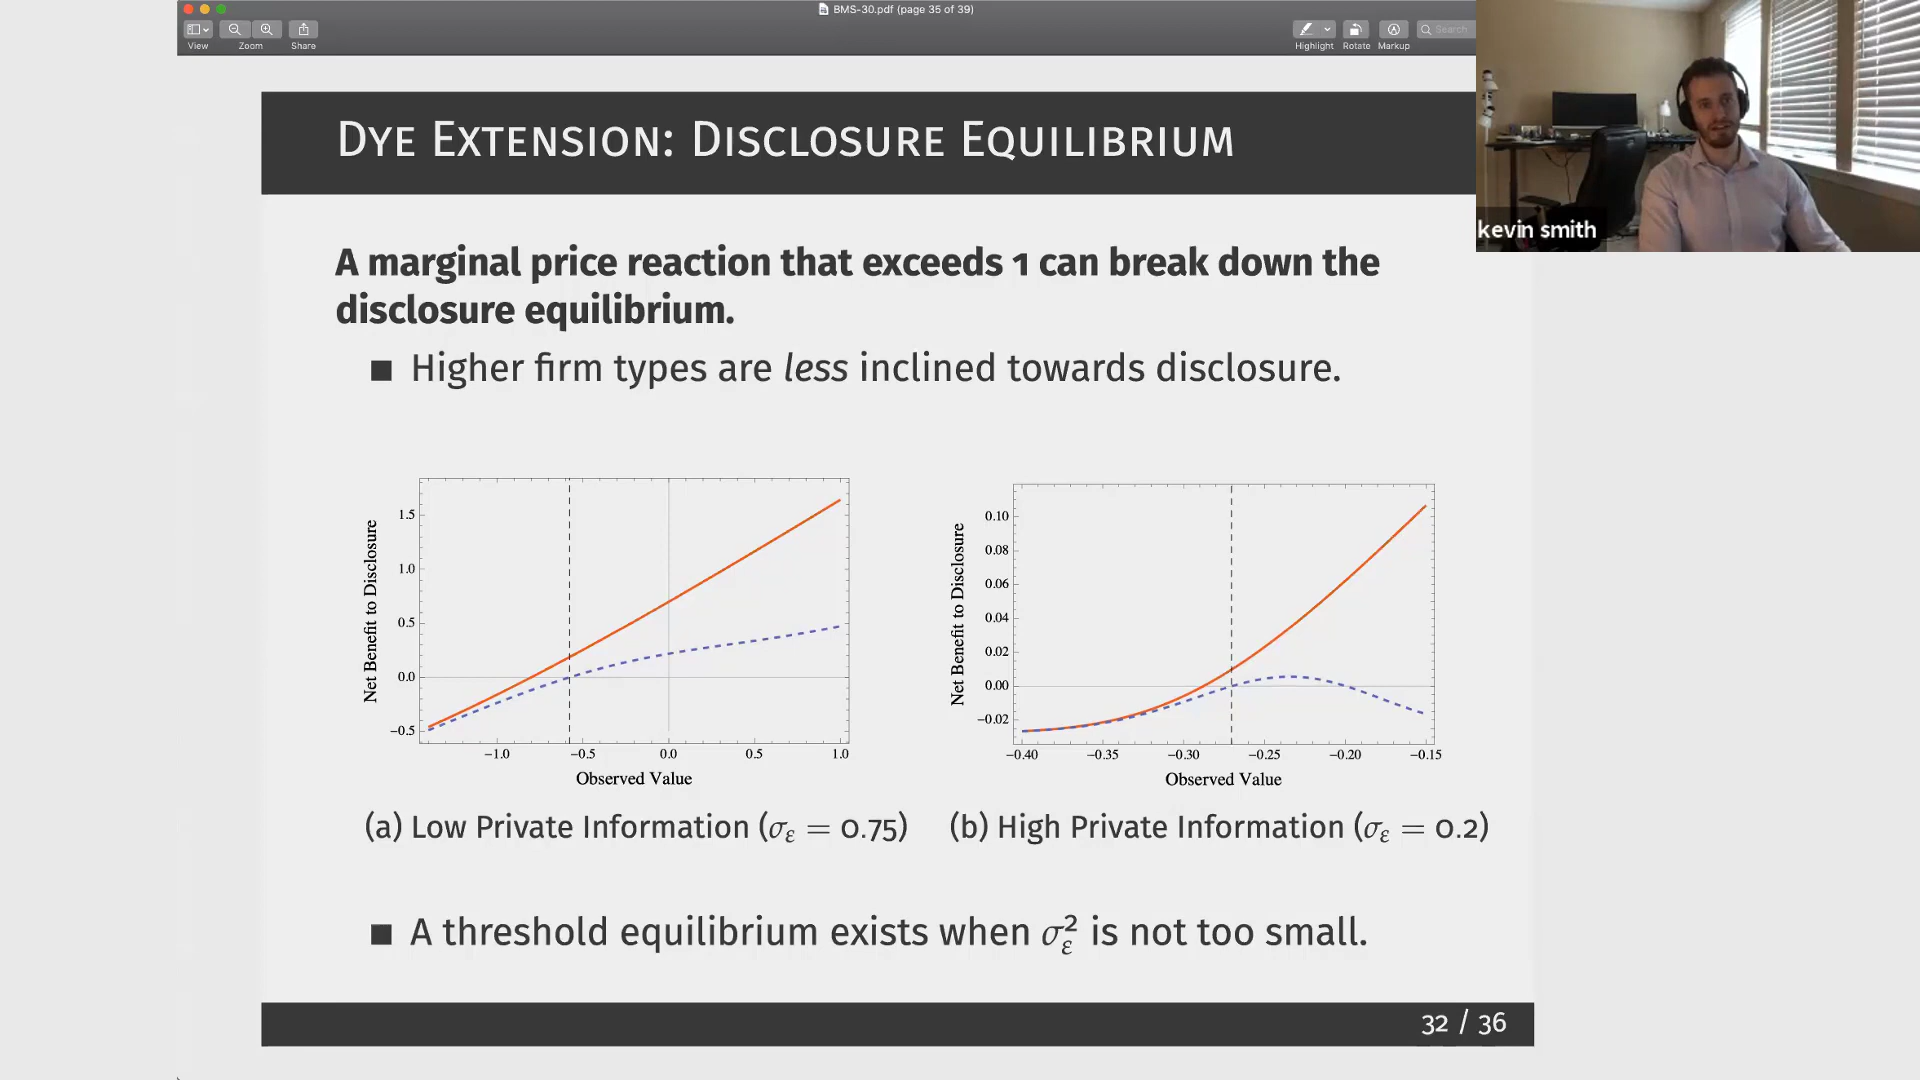 BMS-30.pdf (page 35 of 39)
View Zoom Share Highlight Rotate Markup Search
DYE EXTENSION: DISCLOSURE EQUILIBRIUM
kevin smith
A marginal price reaction that exceeds 1 can break down the
disclosure equilibrium.
■ Higher firm types are less inclined towards disclosure.
Net Benefit to Disclosure
1.5
1.0
0.5
0.0
−0.5
−1.0 −0.5 0.0 0.5 1.0
Observed Value
(a) Low Private Information (σε = 0.75)
Net Benefit to Disclosure
0.10
0.08
0.06
0.04
0.02
0.00
−0.02
−0.40 −0.35 −0.30 −0.25 −0.20 −0.15
Observed Value
(b) High Private Information (σε = 0.2)
■ A threshold equilibrium exists when σ²ε is not too small.
32 / 36